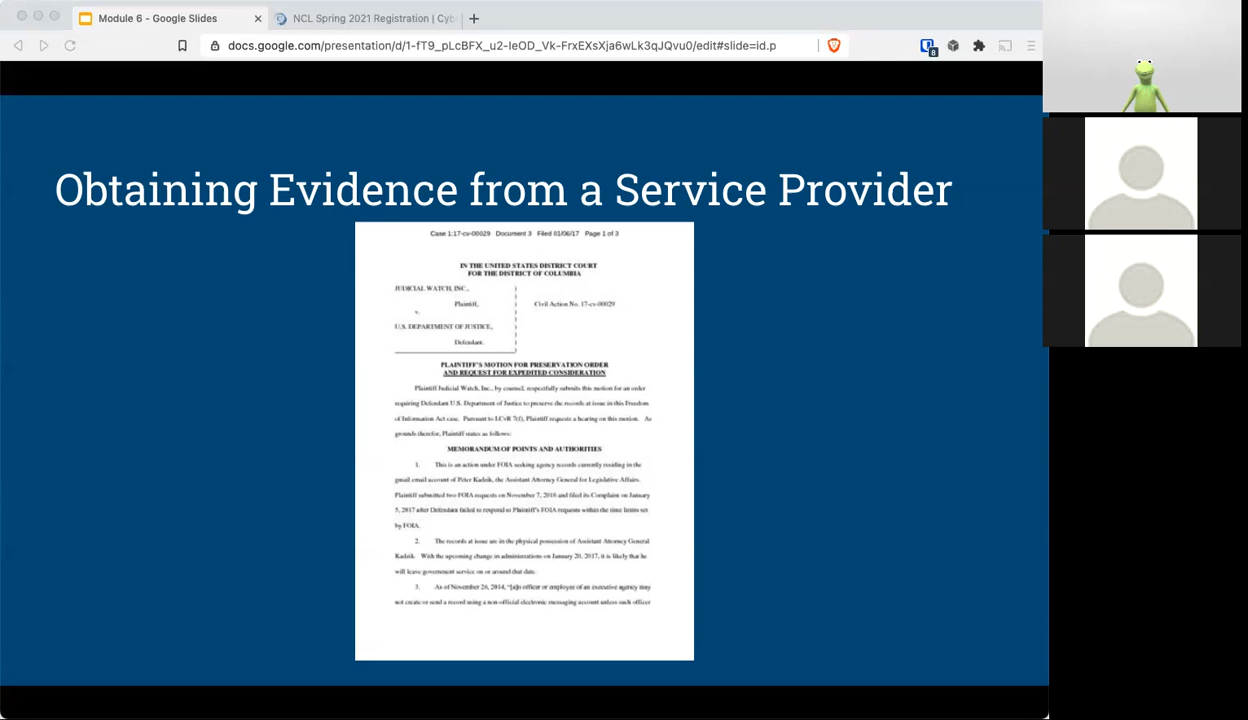 Module 6 - Google Slides
NCL Spring 2021 Registration | Cyb
docs.google.com/presentation/d/1-fT9_pLcBFX_u2-IeOD_Vk-FrxEXsXja6wLk3qJQvu0/edit#slide=id.p
8
Obtaining Evidence from a Service Provider
Case 1:17-cv-00029 Document 3 Filed 01/06/17 Page 1 of 3
IN THE UNITED STATES DISTRICT COURT
FOR THE DISTRICT OF COLUMBIA
JUDICIAL WATCH, INC.,
Plaintiff,
Civil Action No. 17-cv-00029
v.
U.S. DEPARTMENT OF JUSTICE,
Defendant.
PLAINTIFF'S MOTION FOR PRESERVATION ORDER
AND REQUEST FOR EXPEDITED CONSIDERATION
Plaintiff Judicial Watch, Inc., by counsel, respectfully submits this motion for an order
requiring Defendant U.S. Department of Justice to preserve the records at issue in this Freedom
of Information Act case. Pursuant to LCvR 7(f), Plaintiff requests a hearing on this motion. As
grounds therefor, Plaintiff states as follows:
MEMORANDUM OF POINTS AND AUTHORITIES
1. This is an action under FOIA seeking agency records currently residing in the
gmail email account of Peter Kadzik, the Assistant Attorney General for Legislative Affairs.
Plaintiff submitted two FOIA requests on November 7, 2016 and filed its Complaint on January
5, 2017 after Defendant failed to respond to Plaintiff's FOIA requests within the time limits set
by FOIA.
2. The records at issue are in the physical possession of Assistant Attorney General
Kadzik. With the upcoming change in administrations on January 20, 2017, it is likely that he
will leave government service on or around that date.
3. As of November 26, 2014, "[a]n officer or employee of an executive agency may
not create or send a record using a non-official electronic messaging account unless such officer